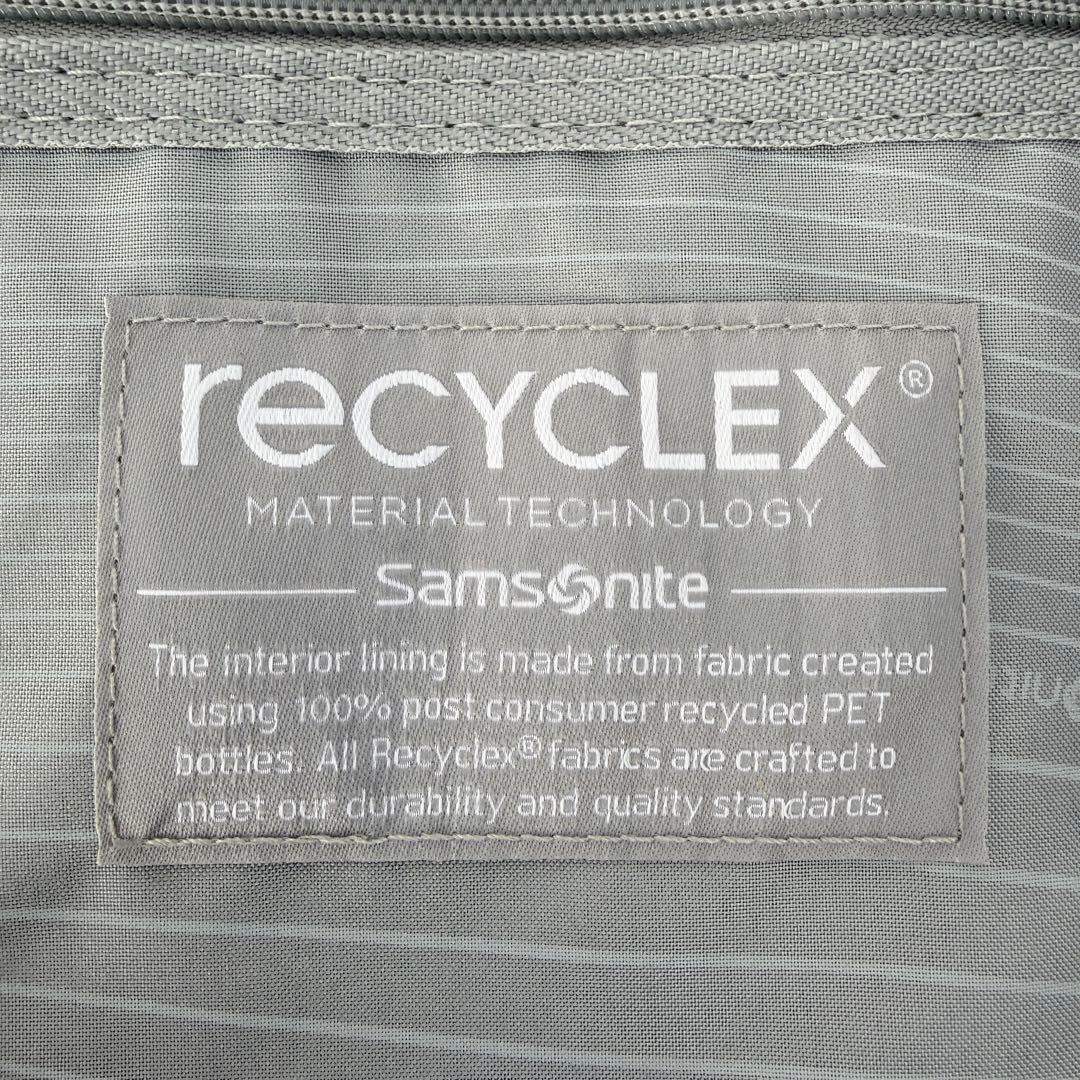 reCYCLEX®
MATERIAL TECHNOLOGY
Samsonite
The interior lining is made from fabric created
using 100% post consumer recycled PET
bottles. All Recyclex® fabrics are crafted to
meet our durability and quality standards.